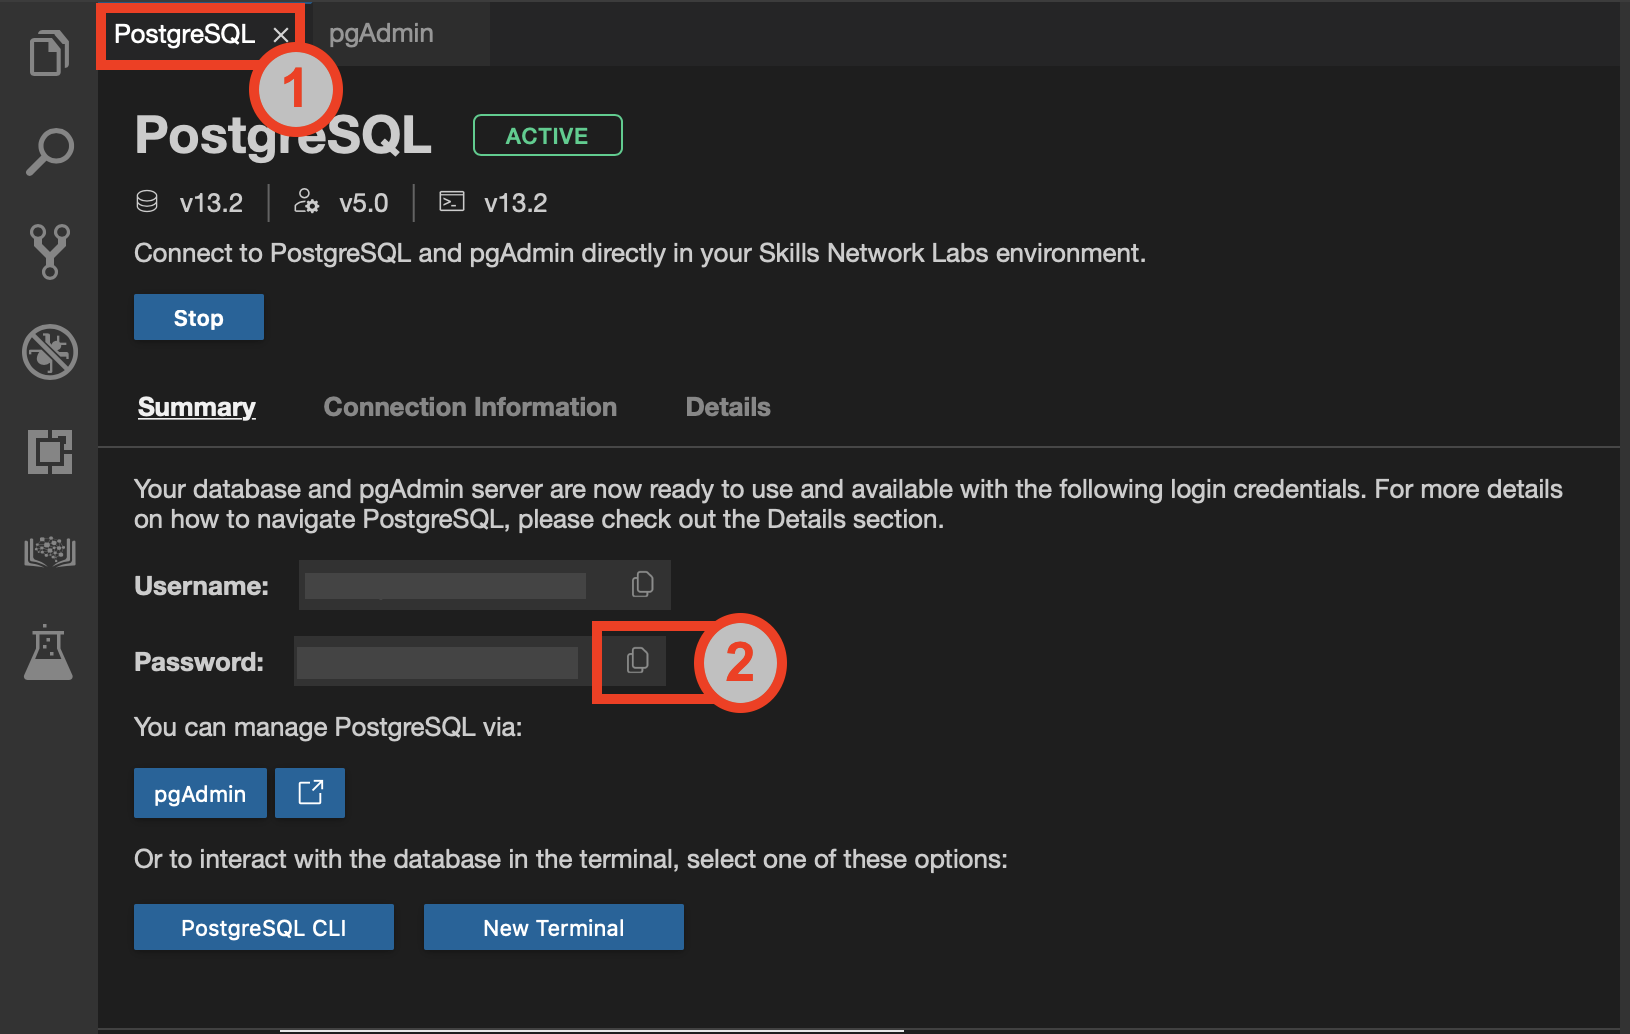 PostgreSQL × pgAdmin
1
PostgreSQL ACTIVE
v13.2 v5.0 v13.2
Connect to PostgreSQL and pgAdmin directly in your Skills Network Labs environment.
Stop
Summary Connection Information Details
Your database and pgAdmin server are now ready to use and available with the following login credentials. For more details
on how to navigate PostgreSQL, please check out the Details section.
Username:
Password:
2
You can manage PostgreSQL via:
pgAdmin
Or to interact with the database in the terminal, select one of these options:
PostgreSQL CLI New Terminal